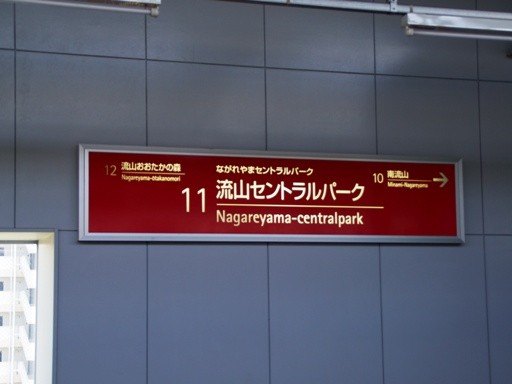 12 流山おおたかの森
Nagareyama-ōtakanomori
ながれやまセントラルパーク
11 流山セントラルパーク
Nagareyama-centralpark
10 南流山
Minami-Nagareyama